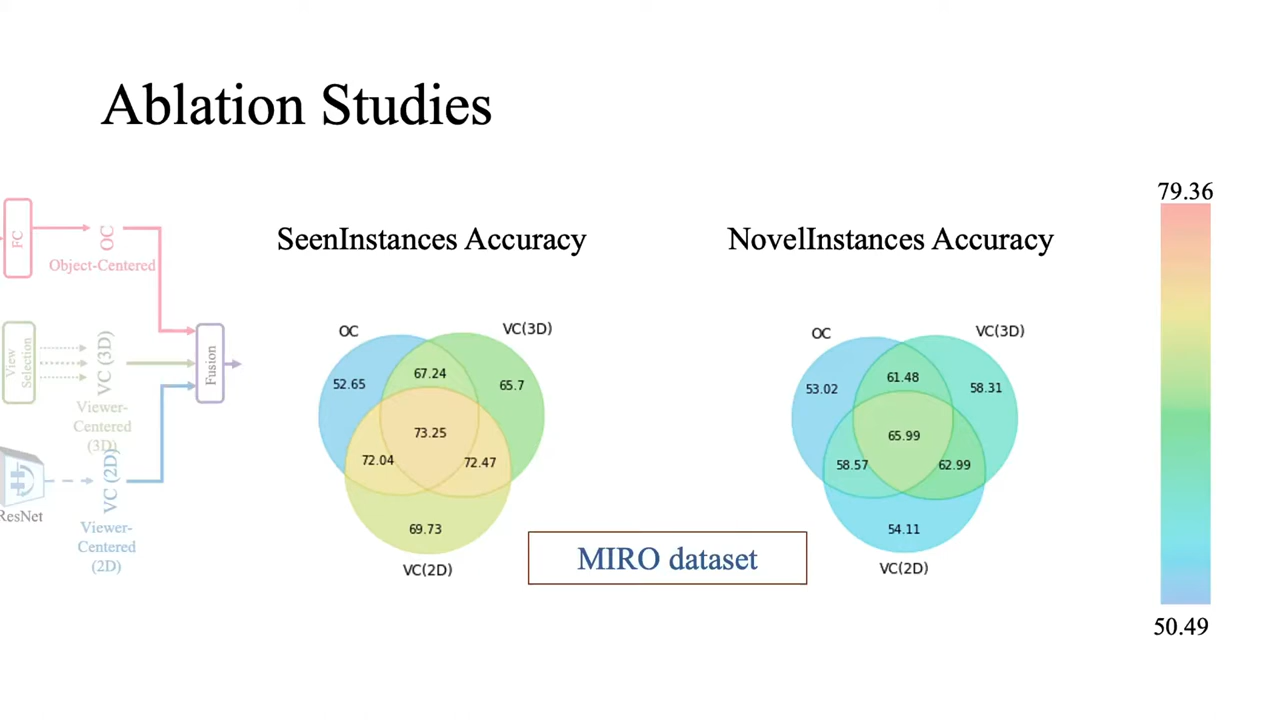 Ablation Studies
FC
OC
Object-Centered
View
Selection
VC (3D)
Viewer-
Centered
(3D)
ResNet
VC (2D)
Viewer-
Centered
(2D)
Fusion
SeenInstances Accuracy
OC
VC(3D)
52.65
67.24
65.7
73.25
72.04
72.47
69.73
VC(2D)
MIRO dataset
NovelInstances Accuracy
OC
VC(3D)
53.02
61.48
58.31
65.99
58.57
62.99
54.11
VC(2D)
79.36
50.49